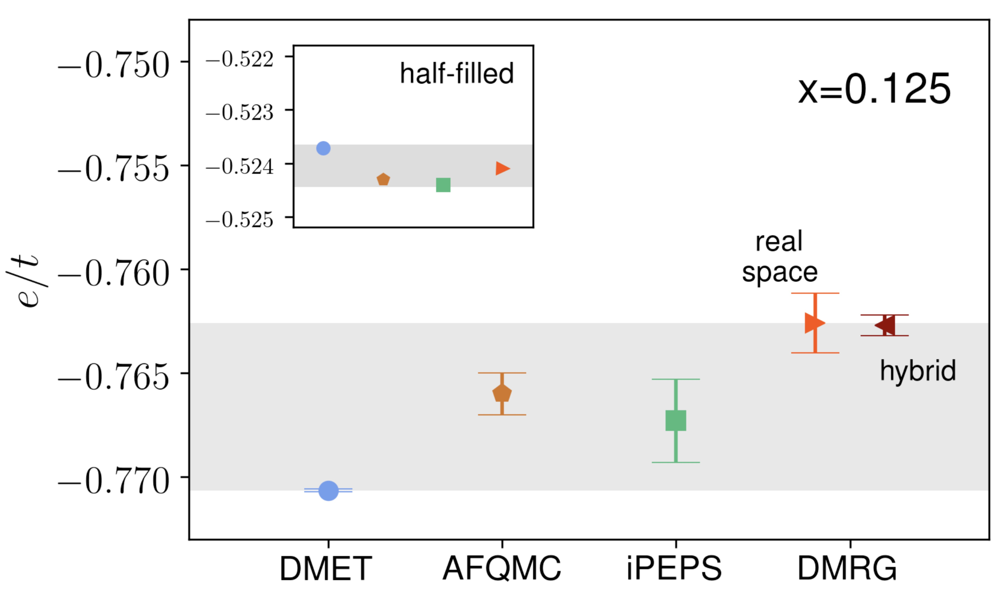 −0.750
−0.755
−0.760
−0.765
−0.770
e/t
−0.522
−0.523
−0.524
−0.525
half-filled
x=0.125
real
space
hybrid
DMET AFQMC iPEPS DMRG